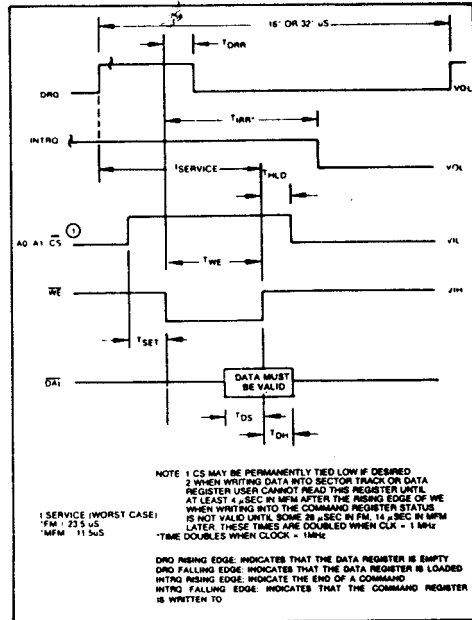 16* OR 32* uS
TDRR
DRQ
VOL
TIRR*
INTRQ
VOL
tSERVICE
THLD
A0 A1 CS 1
VIL
TWE
WE
VIH
TSET
DAL
DATA MUST
BE VALID
TDS
TDH
NOTE 1 CS MAY BE PERMANENTLY TIED LOW IF DESIRED
2 WHEN WRITING DATA INTO SECTOR TRACK OR DATA
REGISTER USER CANNOT READ THIS REGISTER UNTIL
AT LEAST 4 µSEC IN MFM AFTER THE RISING EDGE OF WE
WHEN WRITING INTO THE COMMAND REGISTER STATUS
IS NOT VALID UNTIL SOME 28 µSEC IN FM, 14 µSEC IN MFM
LATER. THESE TIMES ARE DOUBLED WHEN CLK = 1 MHz
*TIME DOUBLES WHEN CLOCK = 1MHz
SERVICE (WORST CASE)
*FM 23 5 uS
*MFM 11 5uS
DRQ RISING EDGE: INDICATES THAT THE DATA REGISTER IS EMPTY
DRQ FALLING EDGE: INDICATES THAT THE DATA REGISTER IS LOADED
INTRQ RISING EDGE: INDICATE THE END OF A COMMAND
INTRQ FALLING EDGE: INDICATES THAT THE COMMAND REGISTER
IS WRITTEN TO